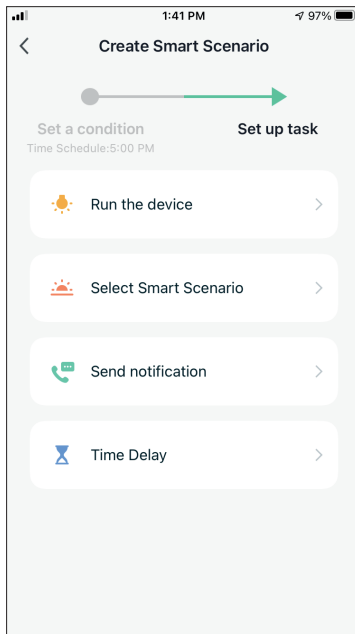 1:41 PM
97%
Create Smart Scenario
Set a condition
Set up task
Time Schedule:5:00 PM
Run the device
Select Smart Scenario
Send notification
Time Delay